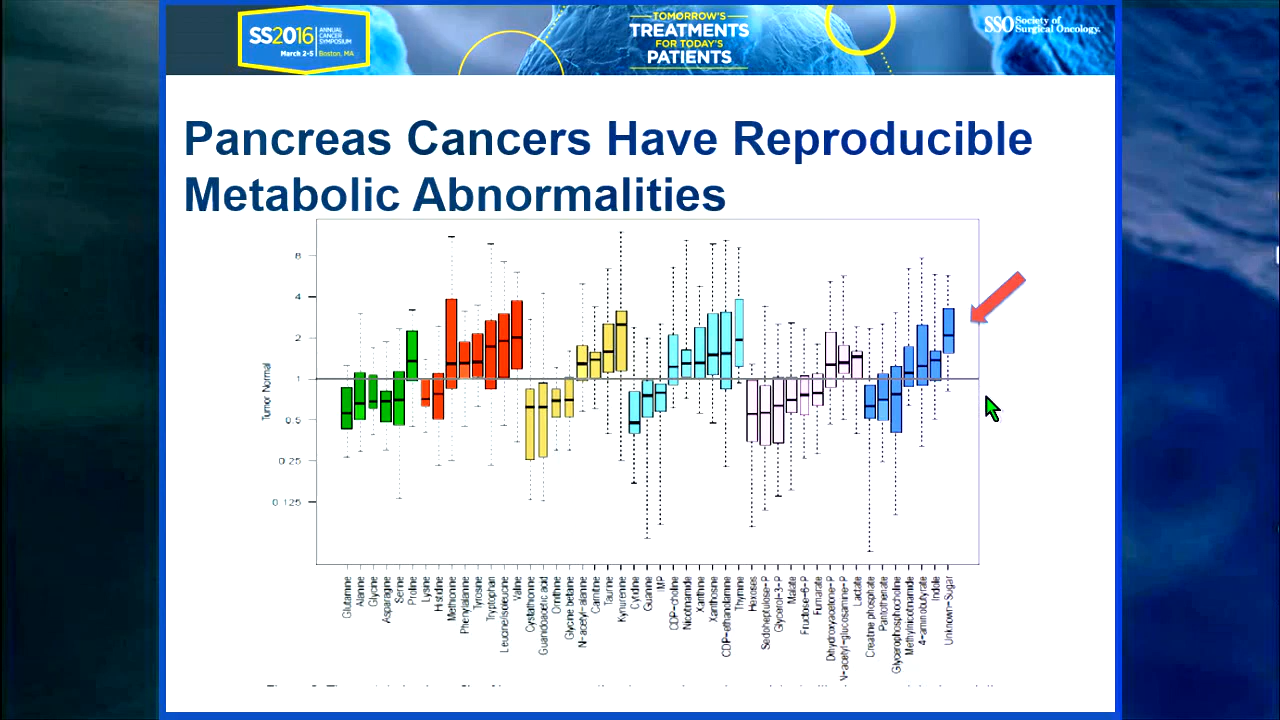 SS2016 ANNUAL CANCER SYMPOSIUM
March 2-5 | Boston, MA
TOMORROW'S
TREATMENTS
FOR TODAY'S
PATIENTS
SSO Society of Surgical Oncology.
Pancreas Cancers Have Reproducible
Metabolic Abnormalities
Tumor Normal
8
4
2
1
0.5
0.25
0.125
Glutamine
Alanine
Glycine
Asparagine
Serine
Proline
Lysine
Histidine
Methionine
Phenylalanine
Tyrosine
Tryptophan
Leucine/Isoleucine
Valine
Cystathionine
Guanidoacetic acid
Ornithine
Glycine betaine
N-acetyl-alanine
Carnitine
Taurine
Kynurenine
Cytidine
Guanine
IMP
CDP-choline
Nicotinamide
Xanthine
Xanthosine
CDP-ethanolamine
Thymine
Hexoses
Sedoheptulose-P
Glycerol-3-P
Malate
Fructose-6-P
Fumarate
Dihydroxyacetone-P
N-acetyl-glucosamine-P
Lactate
Creatine phosphate
Pantothenate
Glycerophosphocholine
Methylnicotinamide
4-aminobutyrate
Indole
Unknown-Sugar